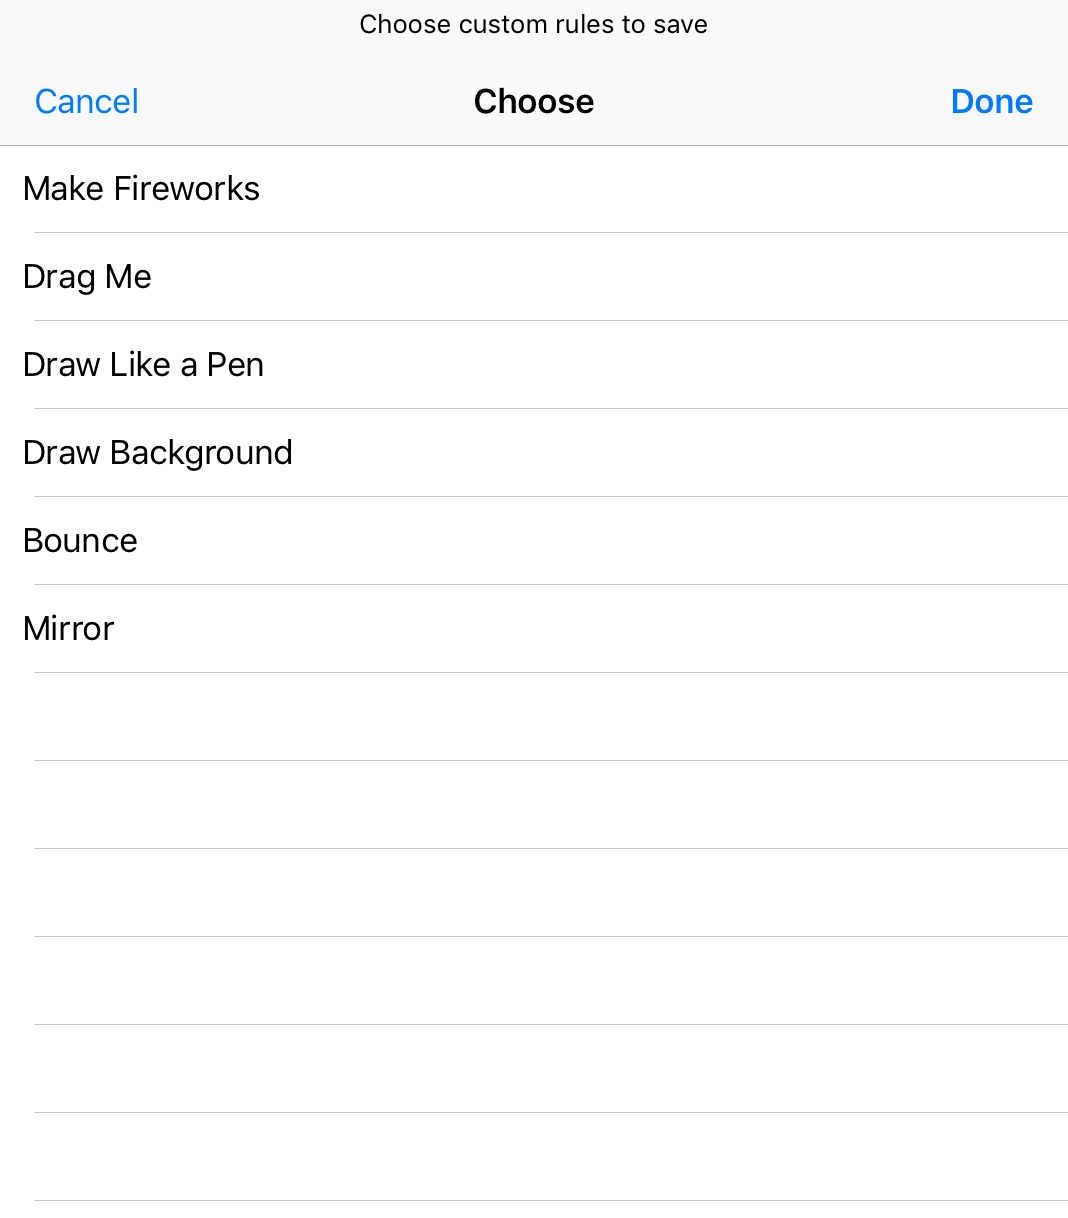 Choose custom rules to save
Cancel Choose Done
Make Fireworks
Drag Me
Draw Like a Pen
Draw Background
Bounce
Mirror